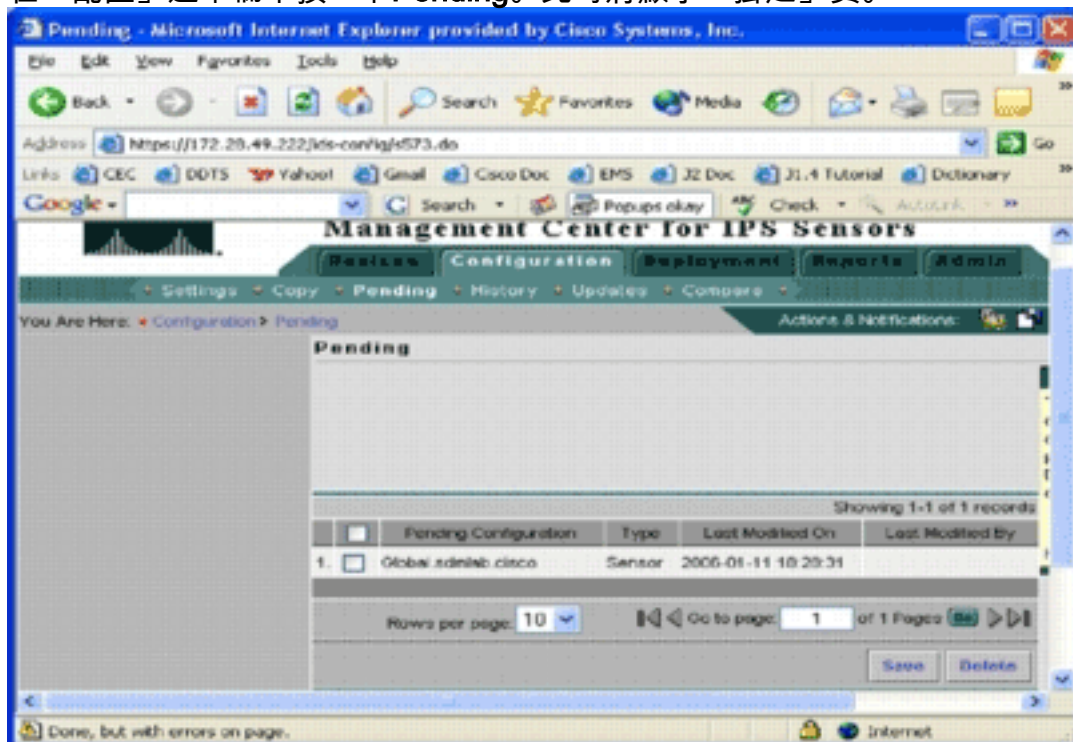 Pending - Microsoft Internet Explorer provided by Cisco Systems, Inc.
File Edit View Favorites Tools Help
Back Search Favorites Media
Address https://172.28.49.222/ids-config/s573.do Go
Links CEC DDTS Yahoo! Gmail Cisco Doc EMS J2 Doc J1.4 Tutorial Dictionary
Google Search Popups okay Check AutoLink
Management Center for IPS Sensors
Devices Configuration Deployment Reports Admin
Settings Copy Pending History Updates Compare
You Are Here: Configuration > Pending Actions & Notifications:
Pending
Showing 1-1 of 1 records
Pending Configuration Type Last Modified On Last Modified By
1. Global.sdmlab.cisco Sensor 2006-01-11 18:28:31
Rows per page: 10 Go to page: 1 of 1 Pages Go
Save Delete
Done, but with errors on page. Internet